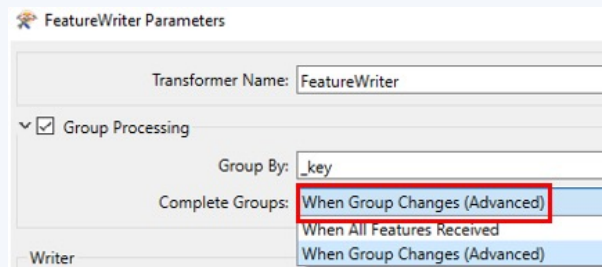 FeatureWriter Parameters
Transformer Name: FeatureWriter
Group Processing
Group By: _key
Complete Groups: When Group Changes (Advanced)
When All Features Received
When Group Changes (Advanced)
Writer